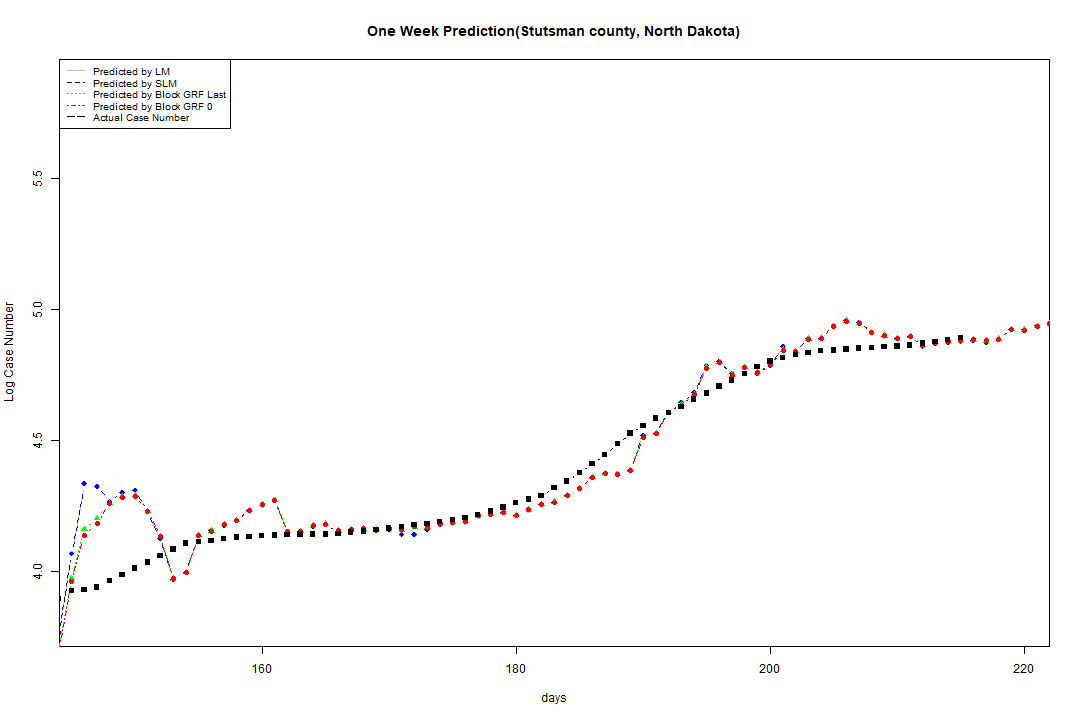 One Week Prediction(Stutsman county, North Dakota)
Predicted by LM
Predicted by SLM
Predicted by Block GRF Last
Predicted by Block GRF 0
Actual Case Number
Log Case Number
5.5
5.0
4.5
4.0
160 180 200 220
days